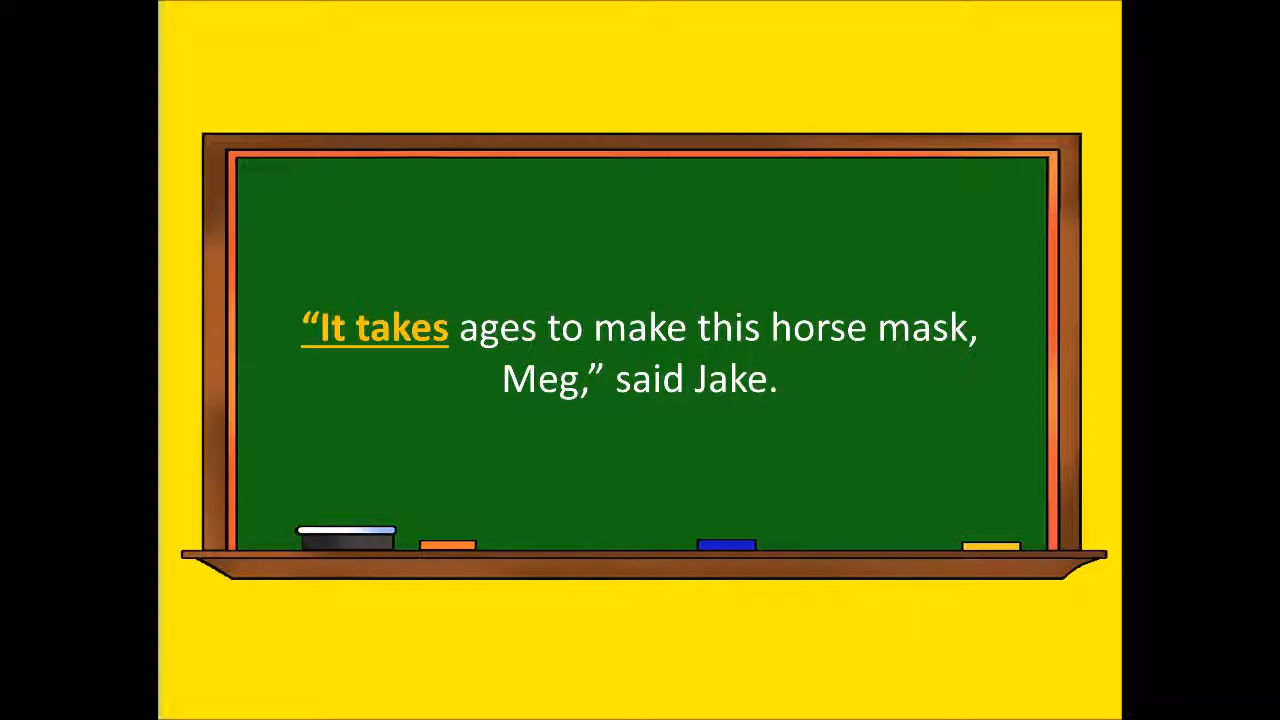 “It takes ages to make this horse mask,
Meg,” said Jake.